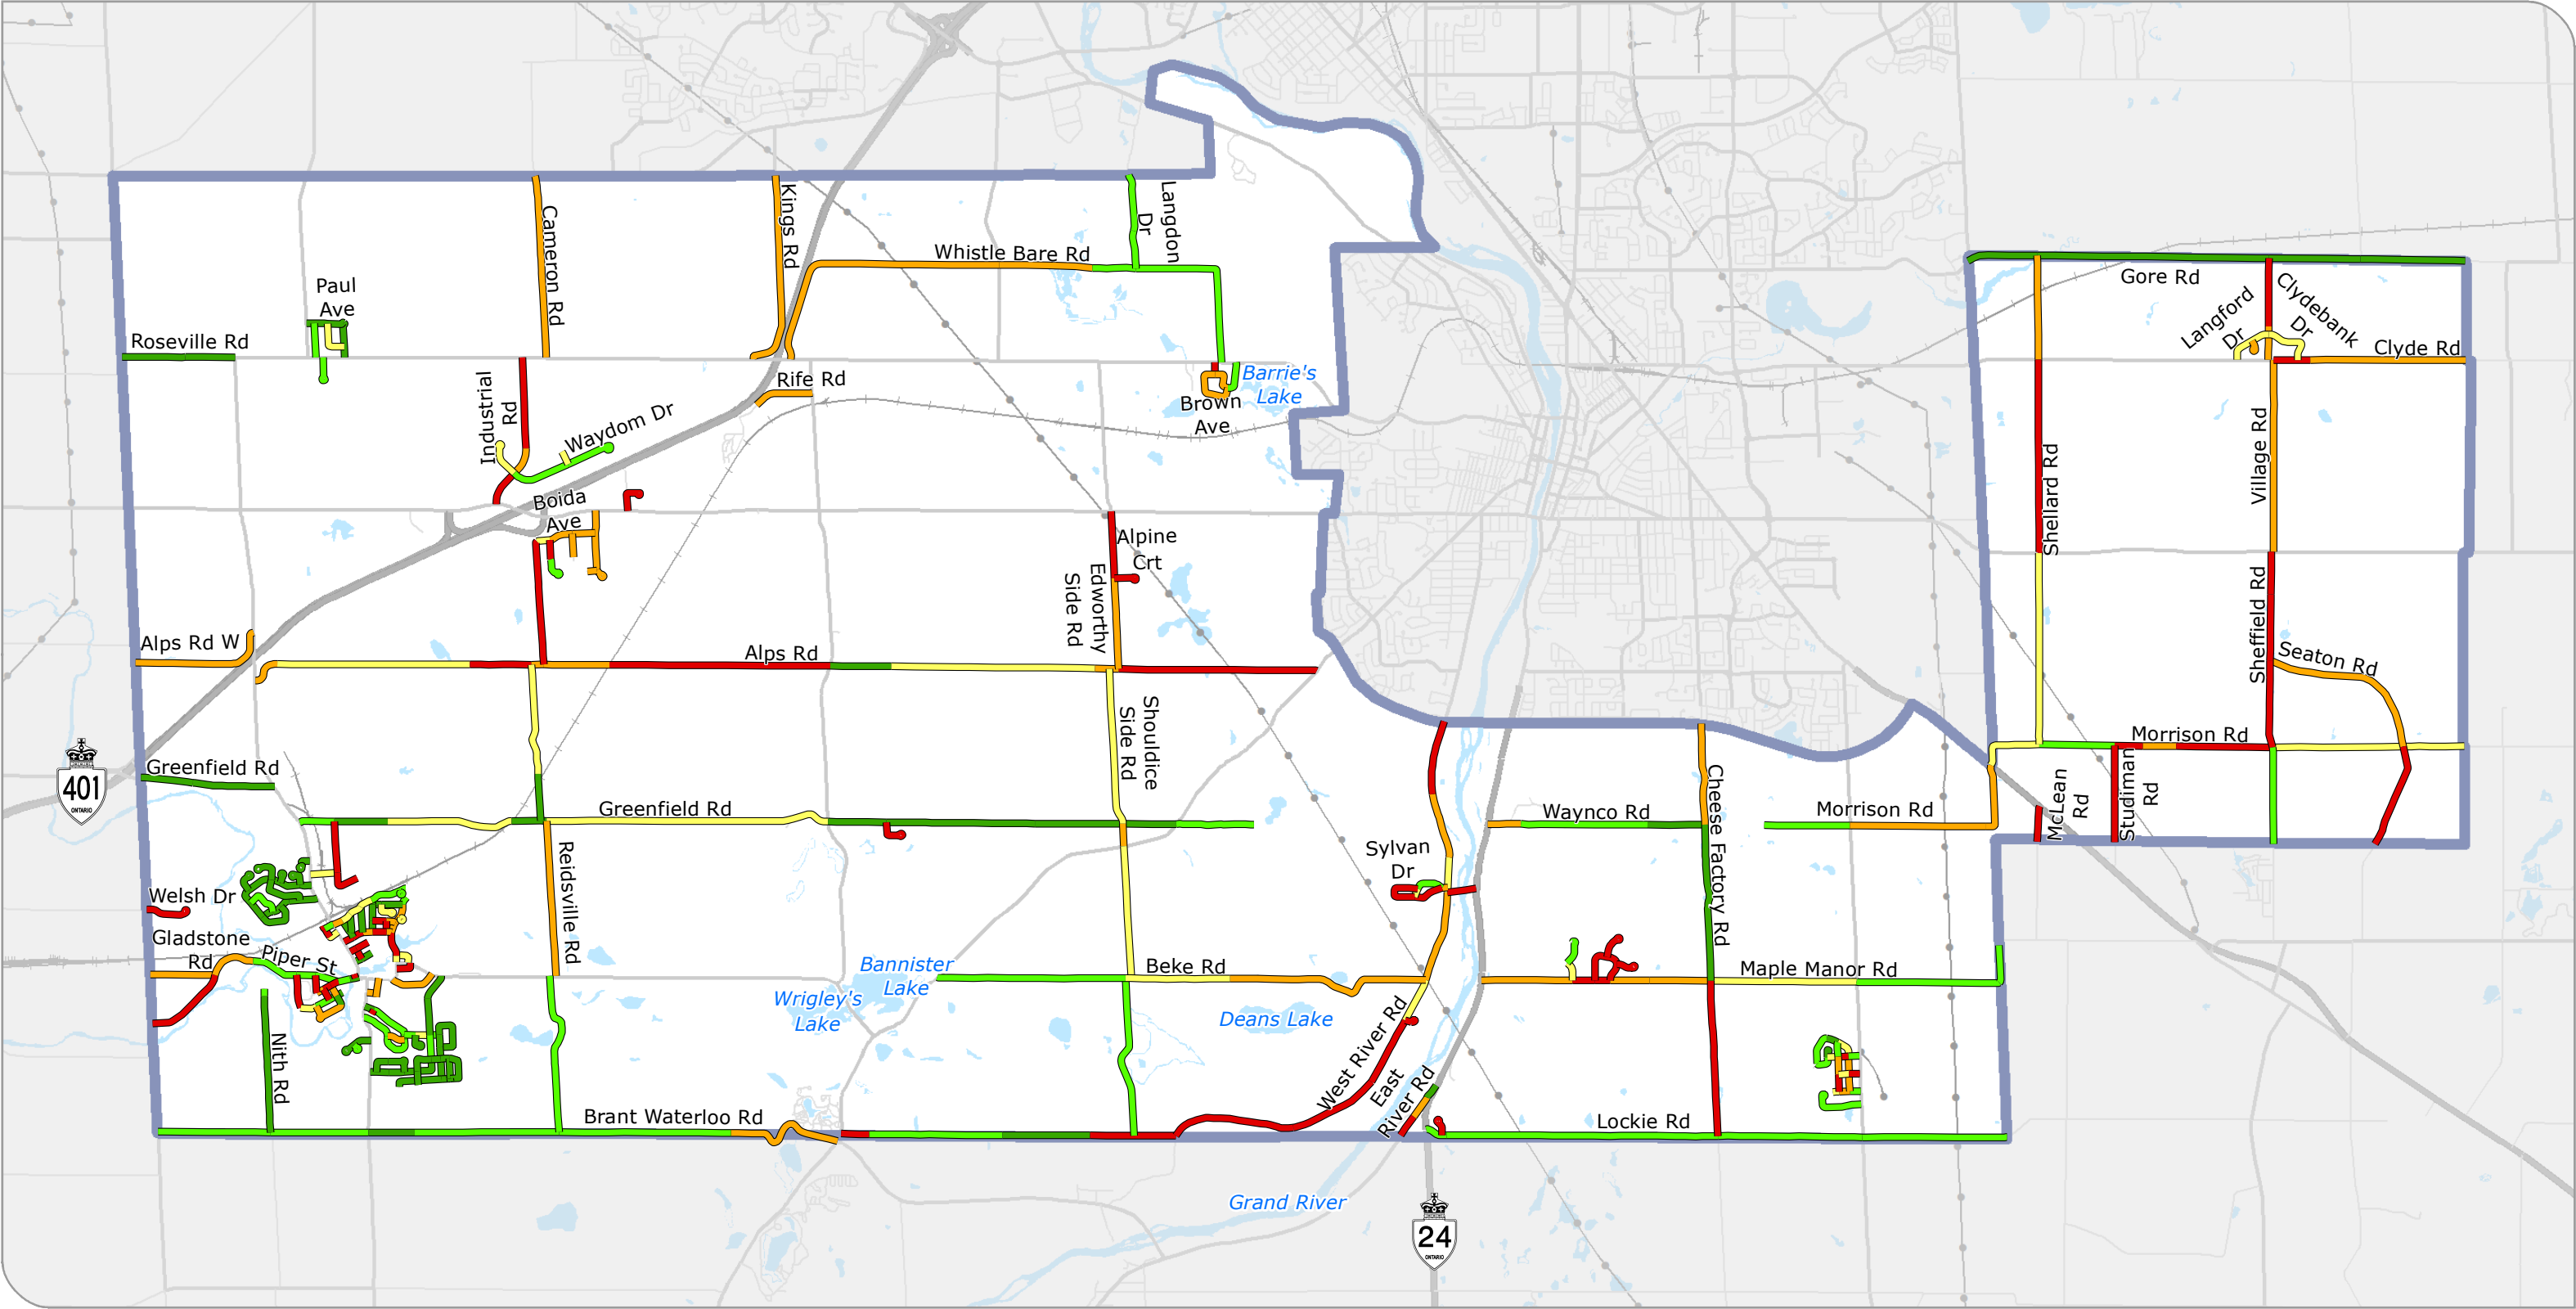 Kings Rd
Langdon
Dr
Cameron Rd
Whistle Bare Rd
Gore Rd
Paul
Ave
Langford
Dr
Clydebank
Dr
Roseville Rd
Clyde Rd
Rife Rd
Barrie's
Lake
Brown
Ave
Industrial
Rd
Waydom Dr
Village Rd
Shellard Rd
Boida
Ave
Alpine
Crt
Edworthy
Side Rd
Sheffield Rd
Alps Rd W
Alps Rd
Seaton Rd
Shouldice
Side Rd
Morrison Rd
401
ONTARIO
Greenfield Rd
Greenfield Rd
Cheese Factory Rd
Waynco Rd
Morrison Rd
McLean
Rd
Studiman
Rd
Reidsville Rd
Sylvan
Dr
Welsh Dr
Gladstone
Rd
Piper St
Bannister
Lake
Beke Rd
Maple Manor Rd
Wrigley's
Lake
Deans Lake
West River Rd
Nith Rd
East
River Rd
Brant Waterloo Rd
Lockie Rd
Grand River
24
ONTARIO